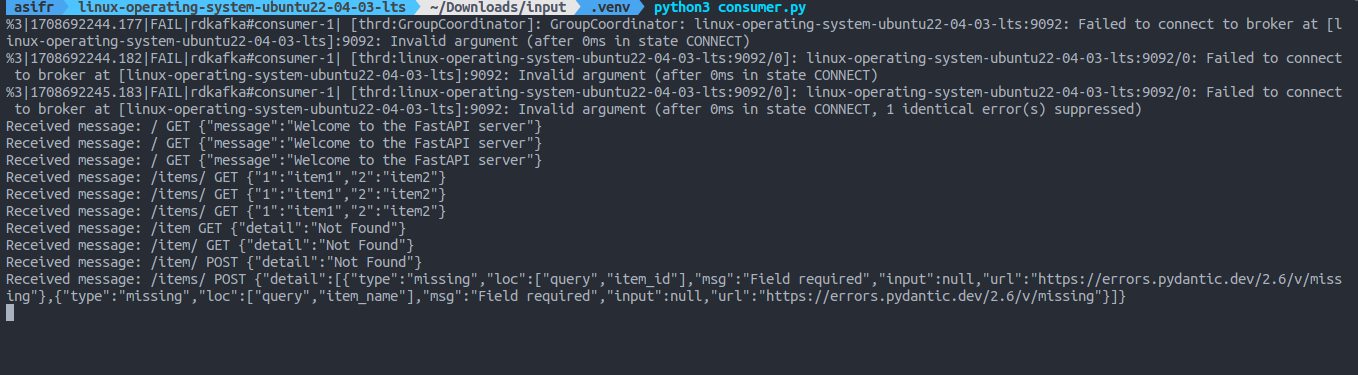 asifr linux-operating-system-ubuntu22-04-03-lts ~/Downloads/input .venv python3 consumer.py
%3|1708692244.177|FAIL|rdkafka#consumer-1| [thrd:GroupCoordinator]: GroupCoordinator: linux-operating-system-ubuntu22-04-03-lts:9092: Failed to connect to broker at [l
inux-operating-system-ubuntu22-04-03-lts]:9092: Invalid argument (after 0ms in state CONNECT)
%3|1708692244.182|FAIL|rdkafka#consumer-1| [thrd:linux-operating-system-ubuntu22-04-03-lts:9092/0]: linux-operating-system-ubuntu22-04-03-lts:9092/0: Failed to connect
 to broker at [linux-operating-system-ubuntu22-04-03-lts]:9092: Invalid argument (after 0ms in state CONNECT)
%3|1708692245.183|FAIL|rdkafka#consumer-1| [thrd:linux-operating-system-ubuntu22-04-03-lts:9092/0]: linux-operating-system-ubuntu22-04-03-lts:9092/0: Failed to connect
 to broker at [linux-operating-system-ubuntu22-04-03-lts]:9092: Invalid argument (after 0ms in state CONNECT, 1 identical error(s) suppressed)
Received message: / GET {"message":"Welcome to the FastAPI server"}
Received message: / GET {"message":"Welcome to the FastAPI server"}
Received message: / GET {"message":"Welcome to the FastAPI server"}
Received message: /items/ GET {"1":"item1","2":"item2"}
Received message: /items/ GET {"1":"item1","2":"item2"}
Received message: /items/ GET {"1":"item1","2":"item2"}
Received message: /item GET {"detail":"Not Found"}
Received message: /item/ GET {"detail":"Not Found"}
Received message: /item/ POST {"detail":"Not Found"}
Received message: /items/ POST {"detail":[{"type":"missing","loc":["query","item_id"],"msg":"Field required","input":null,"url":"https://errors.pydantic.dev/2.6/v/miss
ing"},{"type":"missing","loc":["query","item_name"],"msg":"Field required","input":null,"url":"https://errors.pydantic.dev/2.6/v/missing"}]}